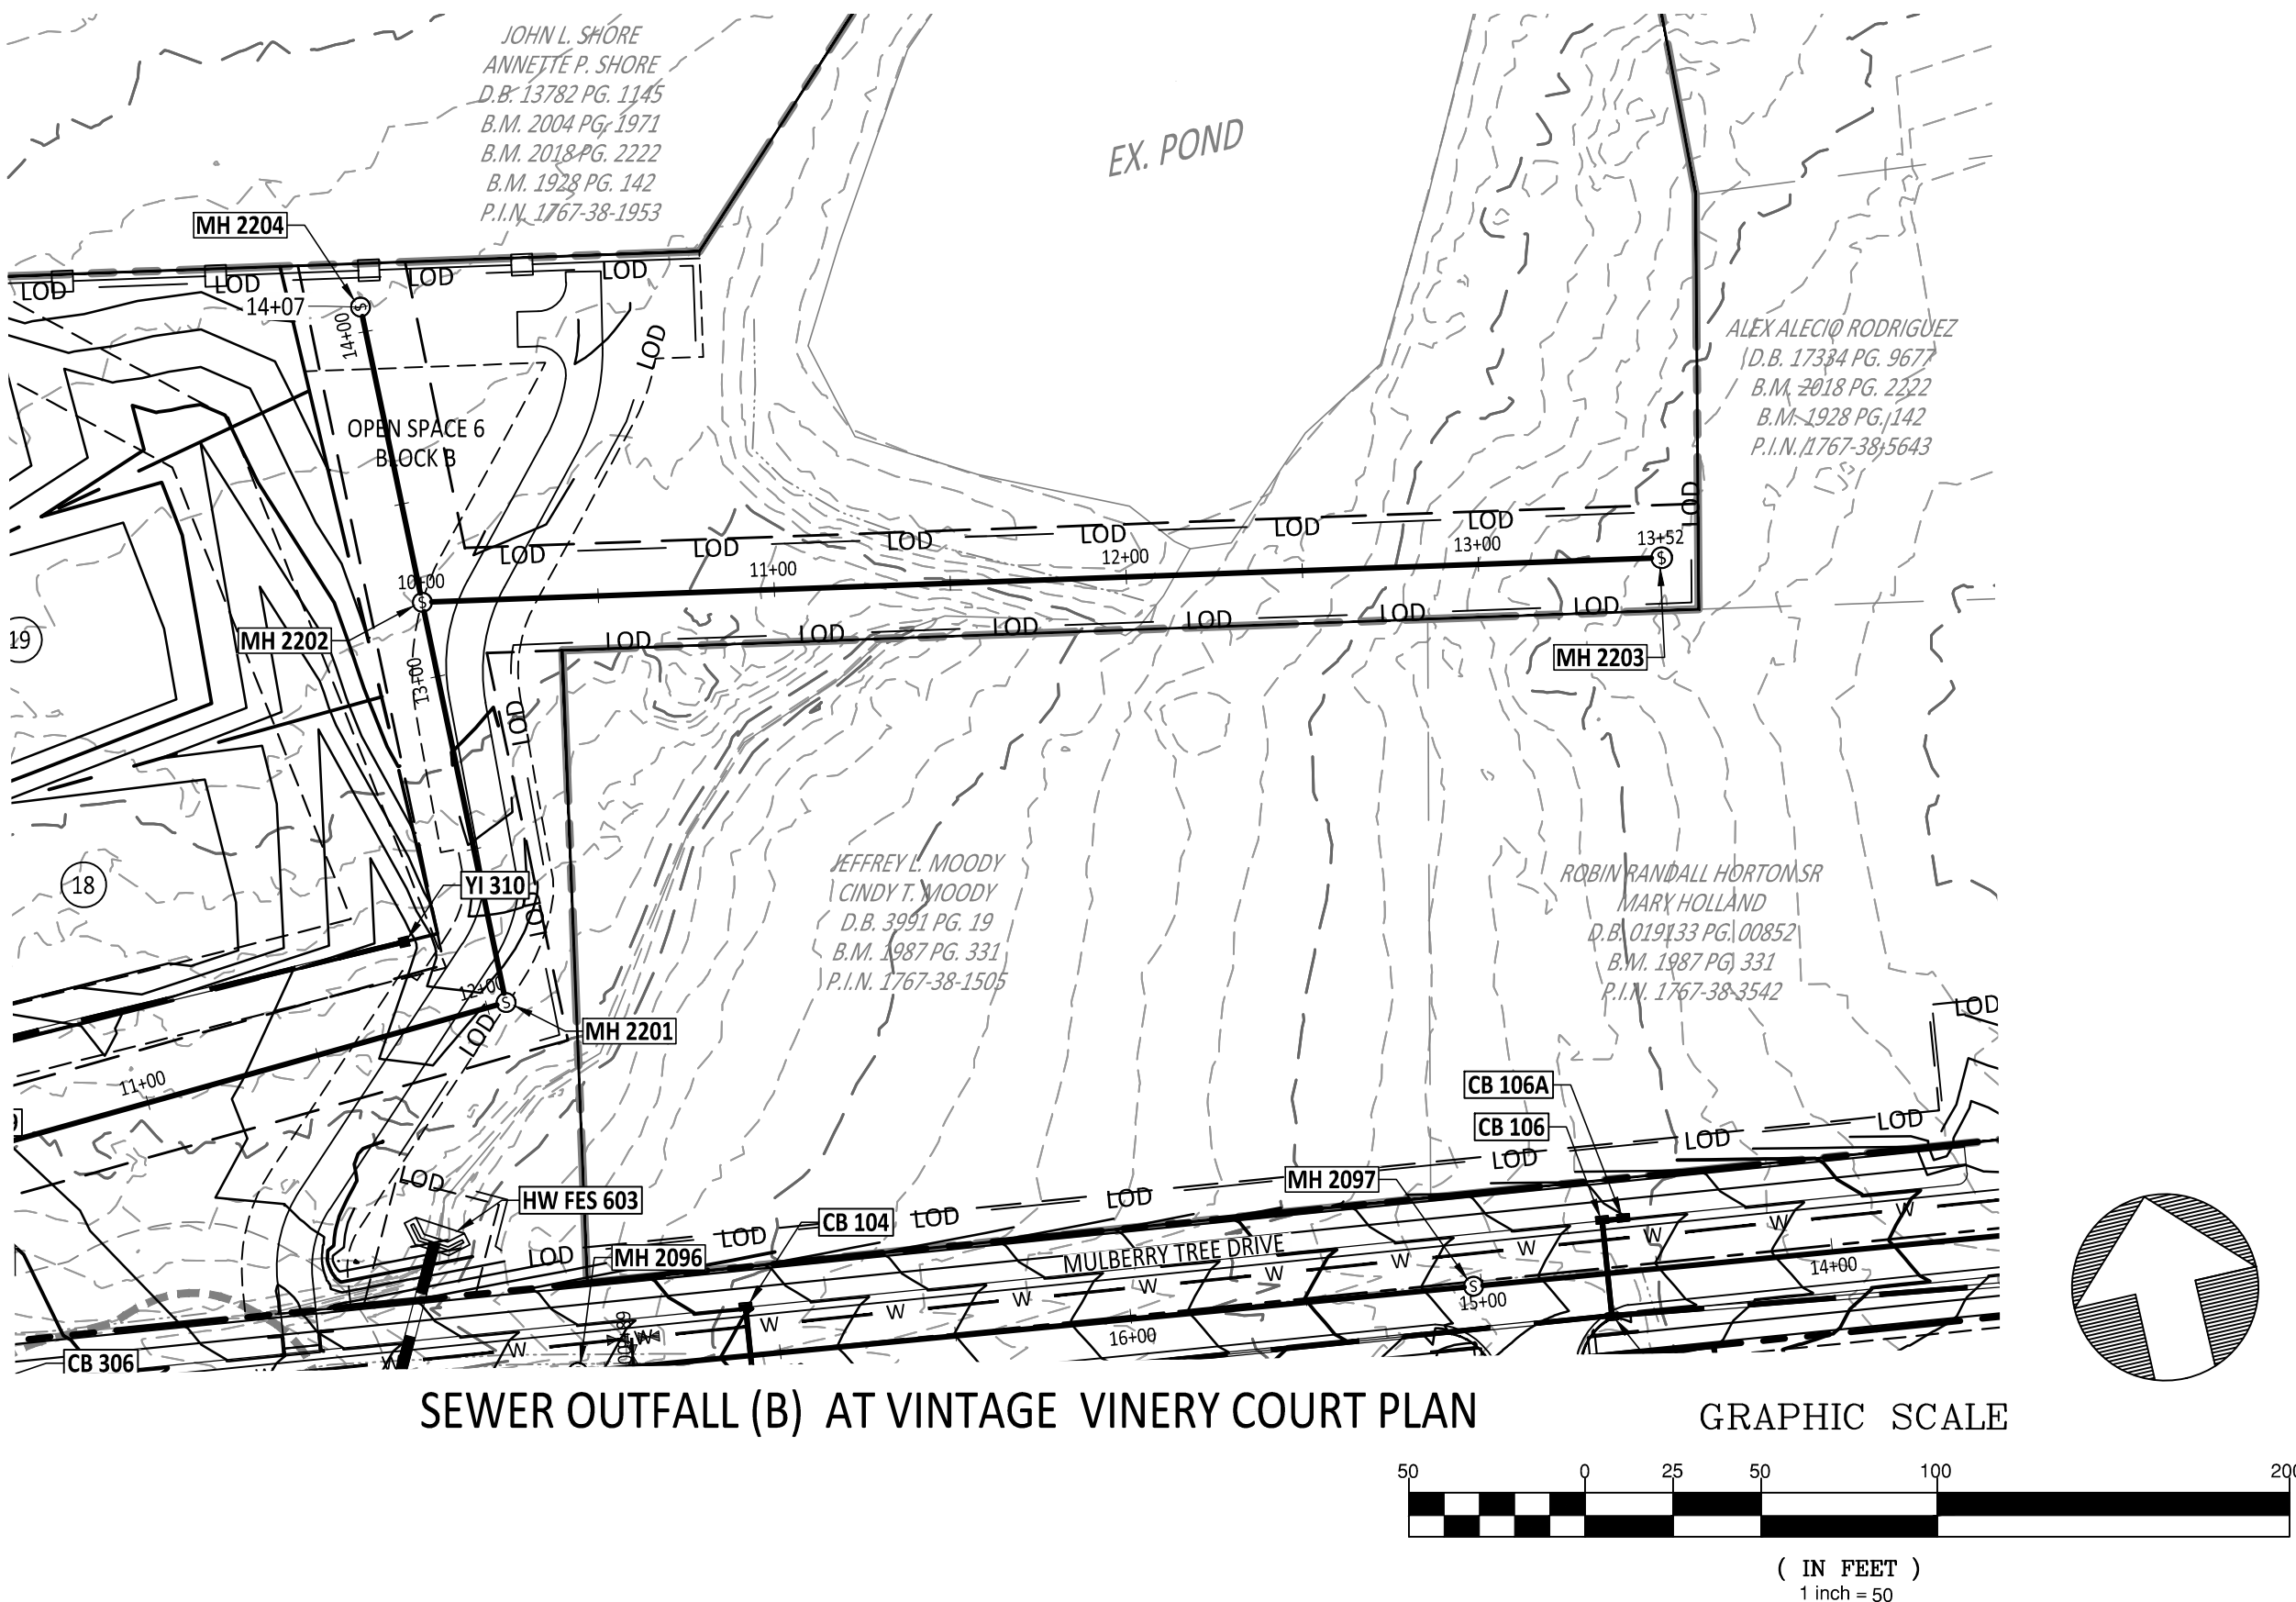 JOHN L. SHORE
ANNETTE P. SHORE
D.B. 13782 PG. 1145
B.M. 2004 PG. 1971
B.M. 2018 PG. 2222
B.M. 1928 PG. 142
P.I.N. 1767-38-1953
EX. POND
MH 2204
LOD
LOD
LOD
LOD
14+07
14+00
LOD
ALEX ALECIO RODRIGUEZ
D.B. 17334 PG. 9677
B.M. 2018 PG. 2222
B.M. 1928 PG. 142
P.I.N. 1767-38-5643
OPEN SPACE 6
BLOCK B
LOD
LOD
LOD
LOD
LOD
LOD
LOD
10+00
11+00
12+00
13+00
13+52
S
S
S
19
MH 2202
LOD
LOD
LOD
LOD
LOD
LOD
MH 2203
13+00
LOD
JEFFREY L. MOODY
CINDY T. MOODY
D.B. 3991 PG. 19
B.M. 1987 PG. 331
P.I.N. 1767-38-1505
ROBIN RANDALL HORTON SR
MARY HOLLAND
D.B. 019133 PG. 00852
B.M. 1987 PG. 331
P.I.N. 1767-38-3542
18
YI 310
LOD
12+00
S
LOD
MH 2201
11+00
LOD
CB 106A
CB 106
LOD
LOD
LOD
MH 2097
LOD
HW FES 603
LOD
LOD
LOD
LOD
CB 104
MH 2096
MULBERRY TREE DRIVE
W
W
W
W
W
W
W
W
W
W
W
W
W
S
14+00
15+00
16+00
CB 306
SEWER OUTFALL (B) AT VINTAGE VINERY COURT PLAN
GRAPHIC SCALE
50 0 25 50 100 200
( IN FEET )
1 inch = 50